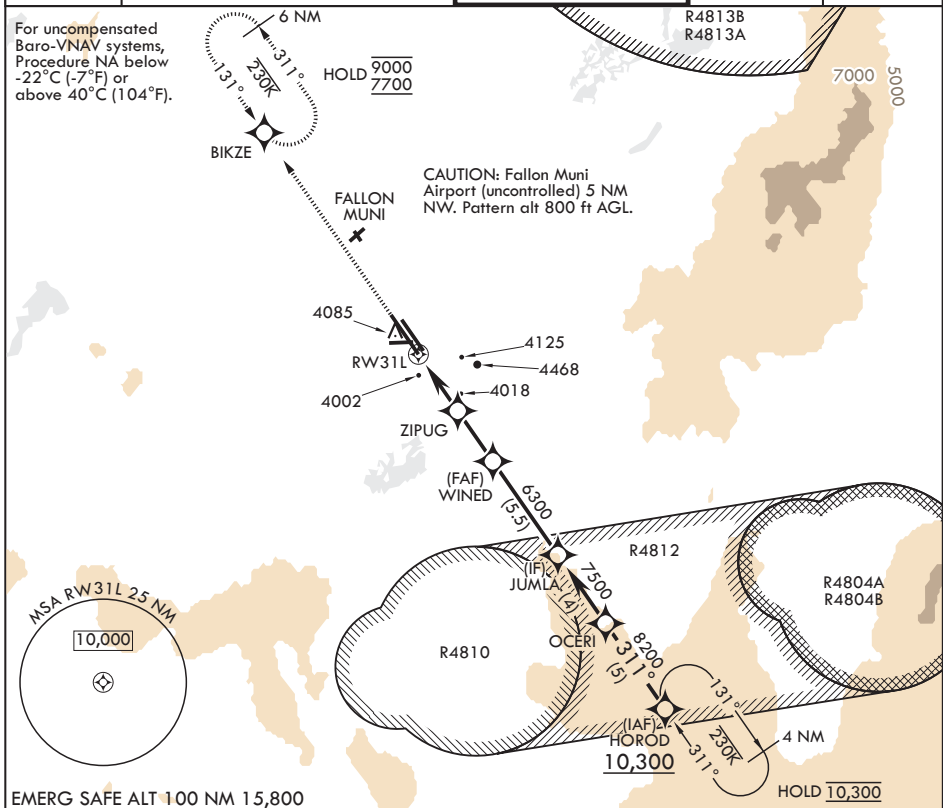 For uncompensated
Baro-VNAV systems,
Procedure NA below
-22°C (-7°F) or
above 40°C (104°F).
6 NM
311°
131°
230K
HOLD 9000
7700
BIKZE
R4813B
R4813A
7000
5000
CAUTION: Fallon Muni
Airport (uncontrolled) 5 NM
NW. Pattern alt 800 ft AGL.
FALLON
MUNI
4085
RW31L
4125
4468
4002
4018
ZIPUG
(FAF)
WINED
6300
(5.5)
R4812
(IF)
JUMLA
7500
(4)
R4804A
R4804B
OCERI
R4810
8200
311°
(5)
MSA RW31L 25 NM
10,000
131°
230K
311°
4 NM
(IAF)
HOROD
10,300
HOLD 10,300
EMERG SAFE ALT 100 NM 15,800